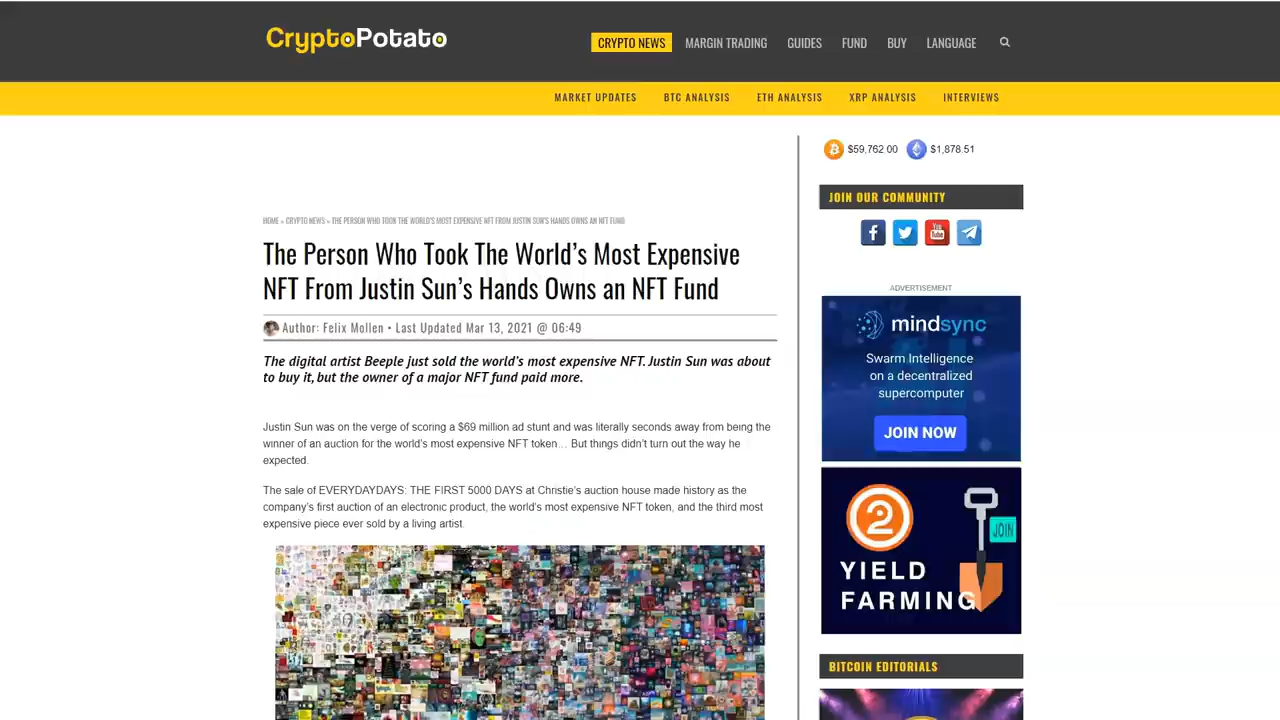 CryptoPotato
CRYPTO NEWS MARGIN TRADING GUIDES FUND BUY LANGUAGE
MARKET UPDATES BTC ANALYSIS ETH ANALYSIS XRP ANALYSIS INTERVIEWS
HOME » CRYPTO NEWS » THE PERSON WHO TOOK THE WORLD'S MOST EXPENSIVE NFT FROM JUSTIN SUN'S HANDS OWNS AN NFT FUND
The Person Who Took The World's Most Expensive
NFT From Justin Sun's Hands Owns an NFT Fund
Author: Felix Mollen • Last Updated Mar 13, 2021 @ 06:49
The digital artist Beeple just sold the world's most expensive NFT. Justin Sun was about
to buy it, but the owner of a major NFT fund paid more.
Justin Sun was on the verge of scoring a $69 million ad stunt and was literally seconds away from being the
winner of an auction for the world's most expensive NFT token... But things didn't turn out the way he
expected.
The sale of EVERYDAYDAYS: THE FIRST 5000 DAYS at Christie's auction house made history as the
company's first auction of an electronic product, the world's most expensive NFT token, and the third most
expensive piece ever sold by a living artist.
$59,762.00 $1,878.51
JOIN OUR COMMUNITY
You Tube
ADVERTISEMENT
mindsync
Swarm Intelligence
on a decentralized
supercomputer
JOIN NOW
2
JOIN
YIELD
FARMING
BITCOIN EDITORIALS